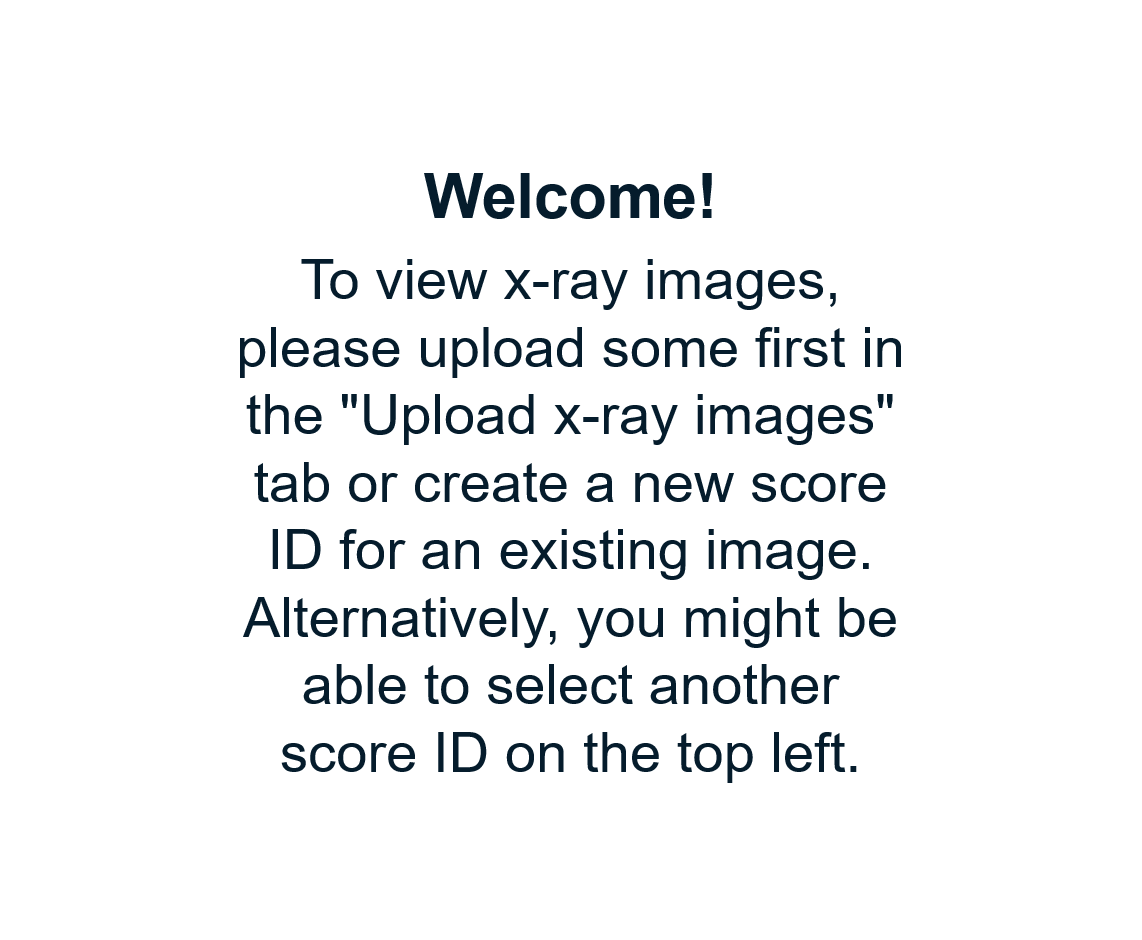 Welcome!
To view x-ray images,
please upload some first in
the "Upload x-ray images"
tab or create a new score
ID for an existing image.
Alternatively, you might be
able to select another
score ID on the top left.